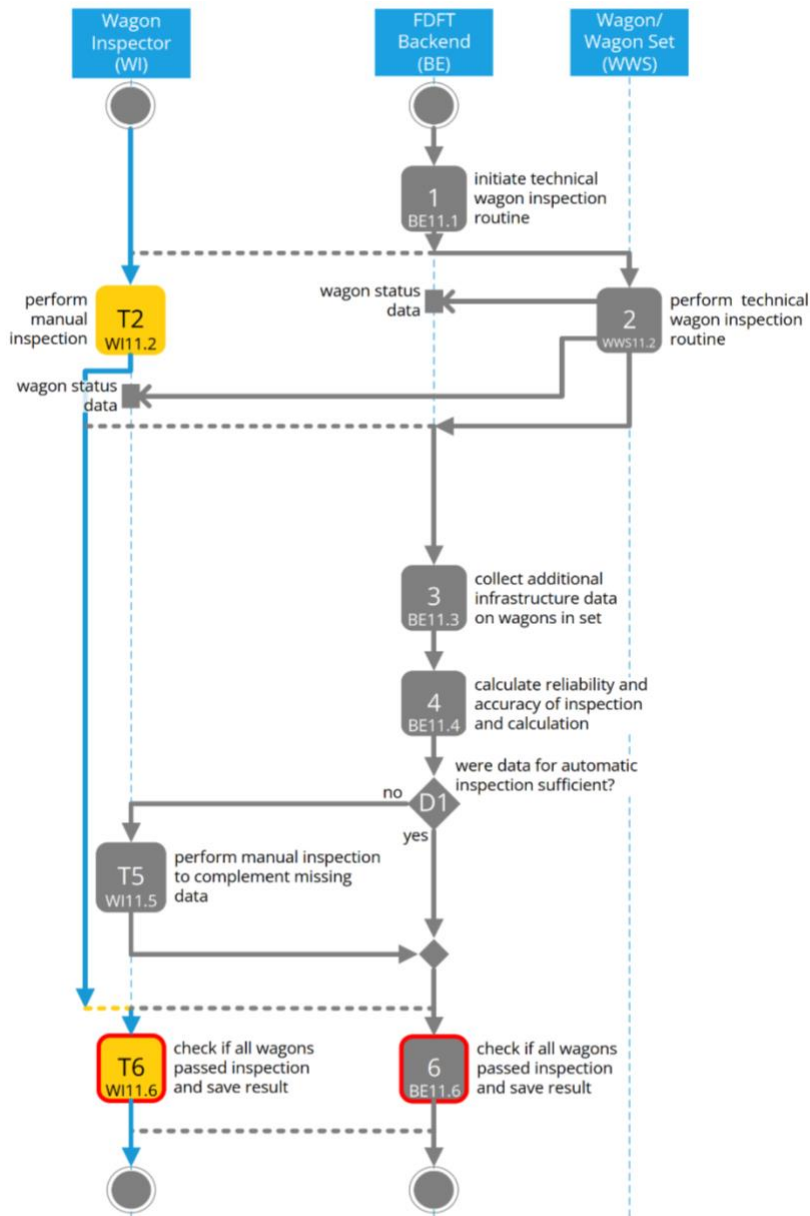 Wagon
Inspector
(WI)
FDFT
Backend
(BE)
Wagon/
Wagon Set
(WWS)
1
BE11.1
initiate technical
wagon inspection
routine
perform
manual
inspection
T2
WI11.2
wagon status
data
2
WWS11.2
perform technical
wagon inspection
routine
wagon status
data
3
BE11.3
collect additional
infrastructure data
on wagons in set
4
BE11.4
calculate reliability and
accuracy of inspection
and calculation
were data for automatic
inspection sufficient?
no
D1
yes
T5
WI11.5
perform manual inspection
to complement missing
data
T6
WI11.6
check if all wagons
passed inspection
and save result
6
BE11.6
check if all wagons
passed inspection
and save result